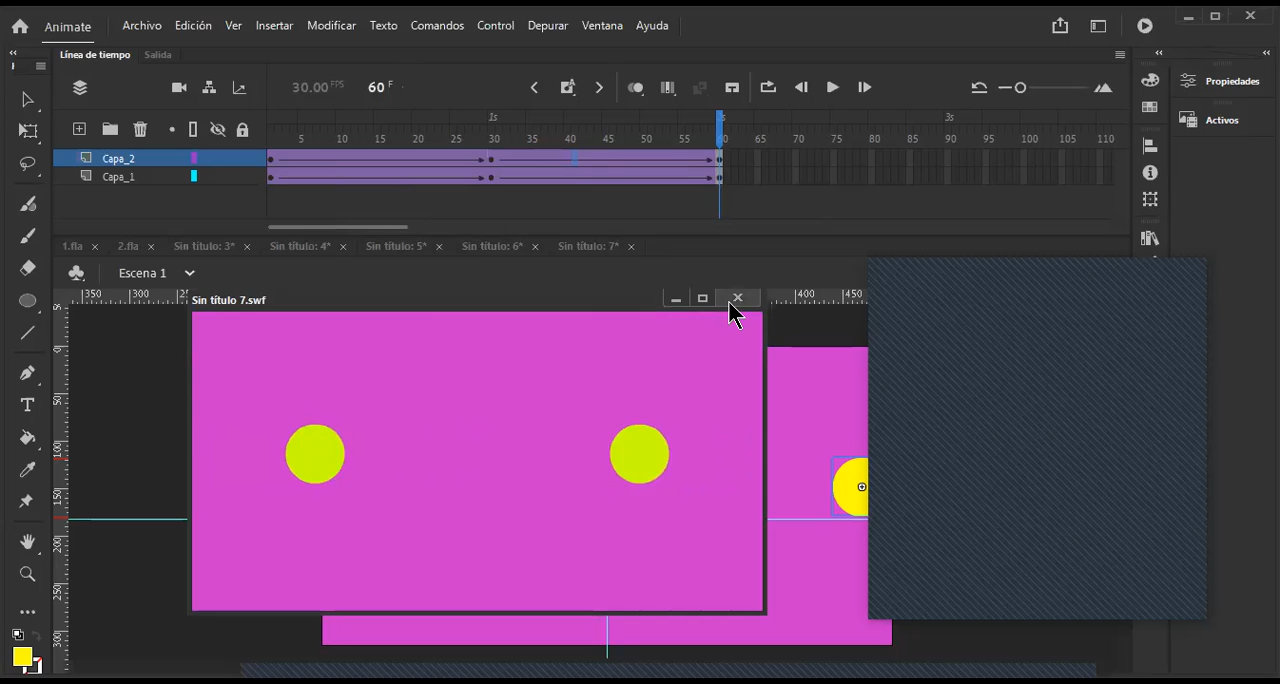 Animate Archivo Edición Ver Insertar Modificar Texto Comandos Control Depurar Ventana Ayuda
Línea de tiempo Salida
30.00 FPS 60 F
Propiedades
1s 3s
Activos
5 10 15 20 25 30 35 40 45 50 55 60 65 70 75 80 85 90 95 100 105 110
Capa_2
Capa_1
1.fla 2.fla Sin título: 3* Sin título: 4* Sin título: 5* Sin título: 6* Sin título: 7*
Escena 1
350 300 400 450
Sin título 7.swf
0
50
100
150
200
250
300